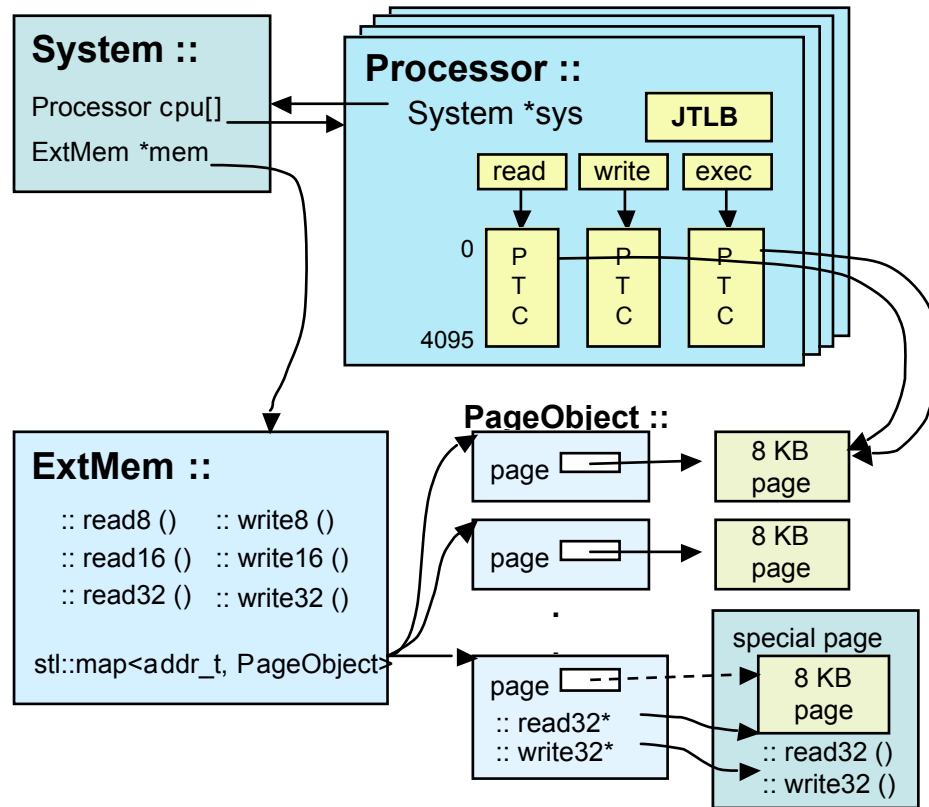 System ::
Processor cpu[]
ExtMem *mem
Processor ::
System *sys
JTLB
read
write
exec
0
4095
P
T
C
P
T
C
P
T
C
ExtMem ::
:: read8 ()
:: write8 ()
:: read16 ()
:: write16 ()
:: read32 ()
:: write32 ()
stl::map<addr_t, PageObject>
PageObject ::
page
8 KB
page
page
8 KB
page
.
.
page
:: read32*
:: write32*
special page
8 KB
page
:: read32 ()
:: write32 ()